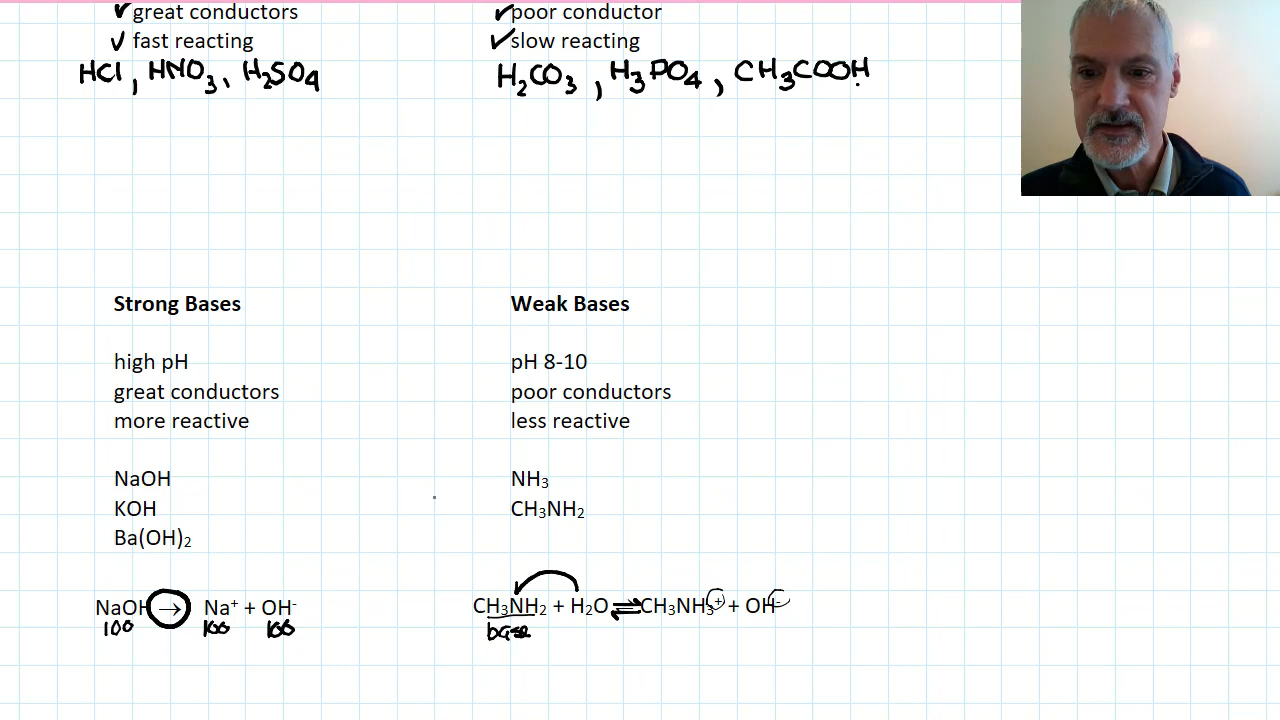 ✓ great conductors
✓ fast reacting
HCl, HNO₃, H₂SO₄
✓ poor conductor
✓ slow reacting
H₂CO₃, H₃PO₄, CH₃COOH
Strong Bases
high pH
great conductors
more reactive
NaOH
KOH
Ba(OH)₂
NaOH → Na⁺ + OH⁻
100 100 100
Weak Bases
pH 8-10
poor conductors
less reactive
NH₃
CH₃NH₂
CH₃NH₂ + H₂O ⇌ CH₃NH₃⁺ + OH⁻
base